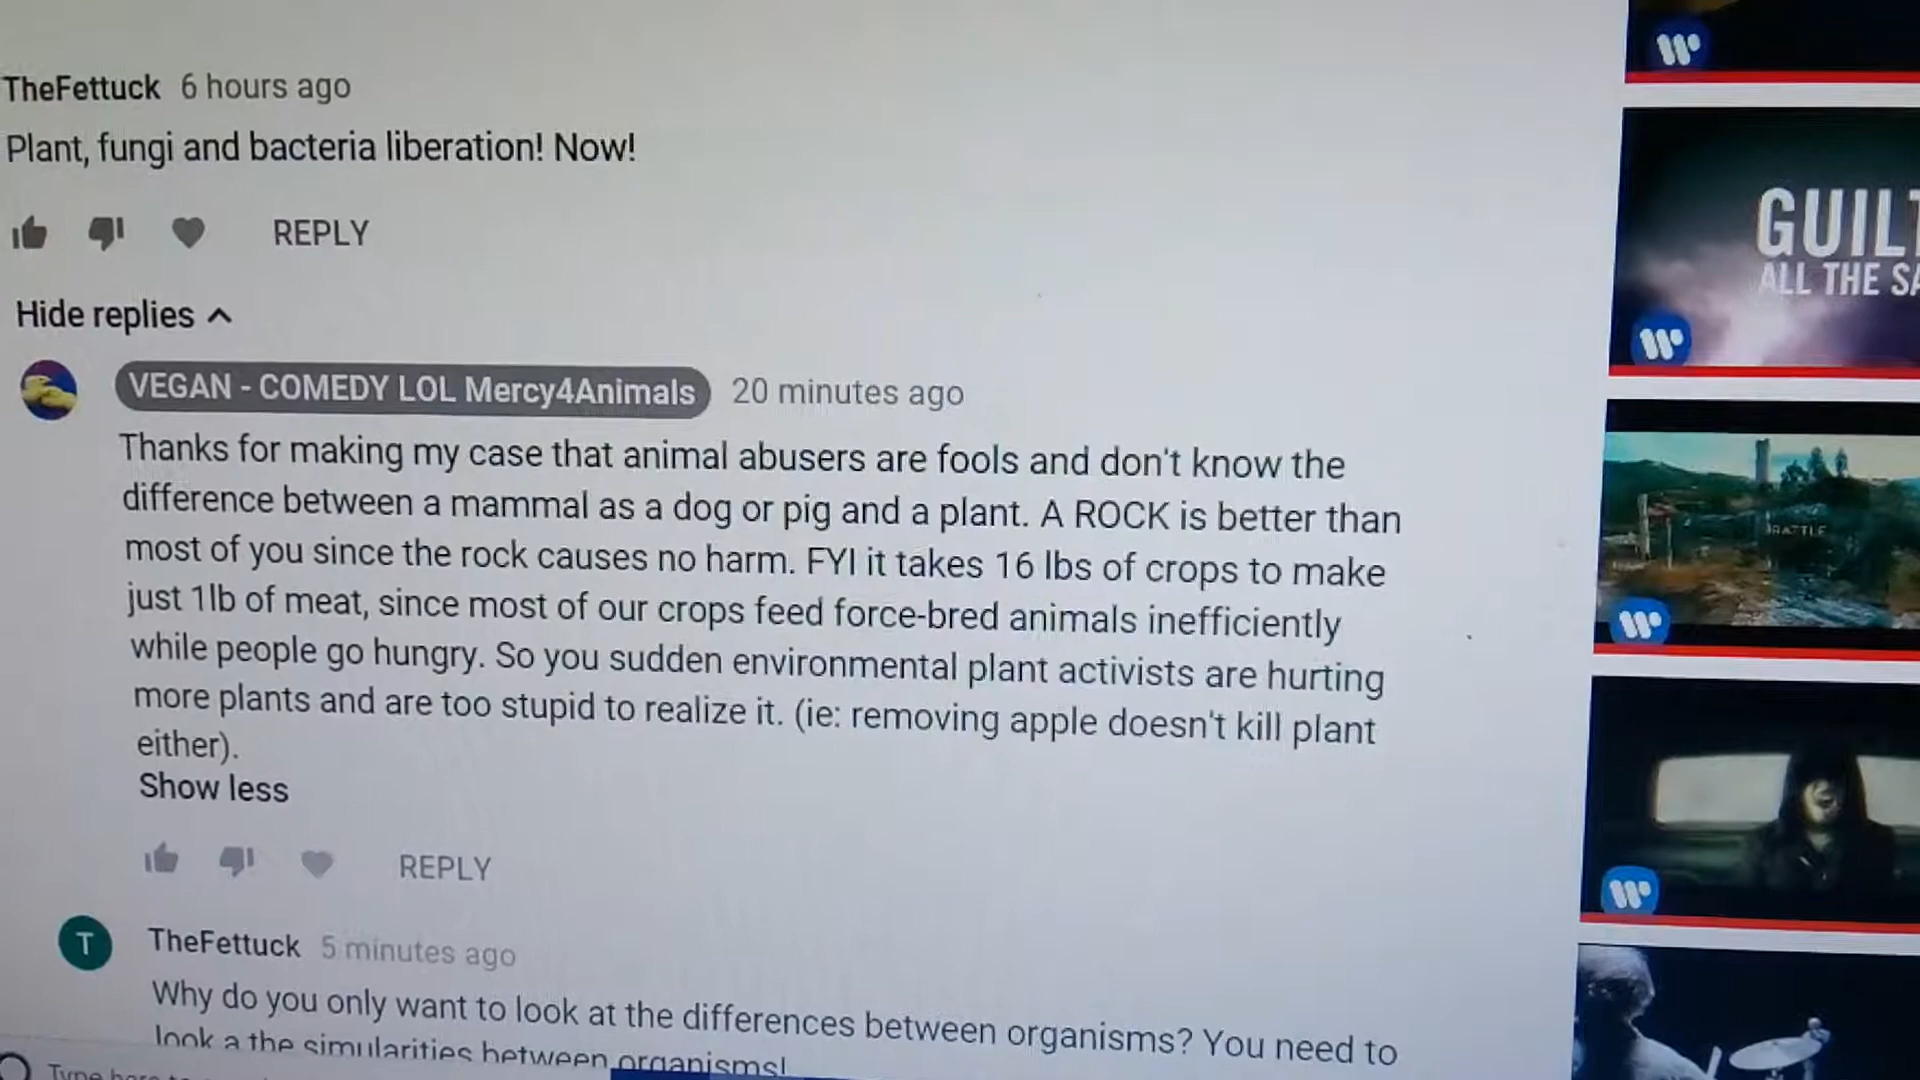 TheFettuck 6 hours ago
Plant, fungi and bacteria liberation! Now!
REPLY
Hide replies
VEGAN - COMEDY LOL Mercy4Animals 20 minutes ago
Thanks for making my case that animal abusers are fools and don't know the
difference between a mammal as a dog or pig and a plant. A ROCK is better than
most of you since the rock causes no harm. FYI it takes 16 lbs of crops to make
just 1lb of meat, since most of our crops feed force-bred animals inefficiently
while people go hungry. So you sudden environmental plant activists are hurting
more plants and are too stupid to realize it. (ie: removing apple doesn't kill plant
either).
Show less
REPLY
T
TheFettuck 5 minutes ago
Why do you only want to look at the differences between organisms? You need to
look a the simularities between organisms!
Type here to
GUILT
ALL THE SA